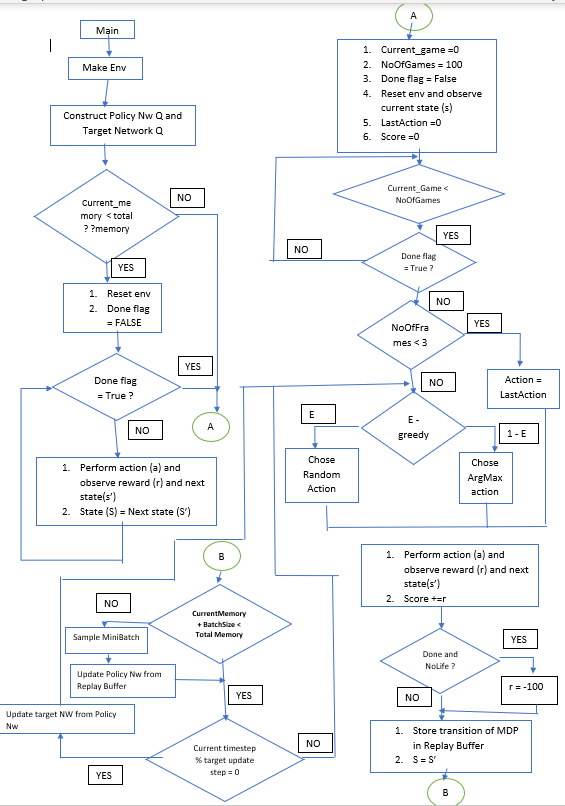 Main
Make Env
Construct Policy Nw Q and
Target Network Q
Current_me
mory < total
? ?memory
NO
YES
1. Reset env
2. Done flag
= FALSE
Done flag
= True ?
YES
NO
A
1. Perform action (a) and
observe reward (r) and next
state(s’)
2. State (S) = Next state (S’)
B
CurrentMemory
+ BatchSize <
Total Memory
NO
Sample MiniBatch
Update Policy Nw from
Replay Buffer
YES
Update target NW from Policy
Nw
Current timestep
% target update
step = 0
NO
YES
A
1. Current_game =0
2. NoOfGames = 100
3. Done flag = False
4. Reset env and observe
current state (s)
5. LastAction =0
6. Score =0
Current_Game <
NoOfGames
YES
NO
Done flag
= True ?
NO
NoOfFra
mes < 3
YES
Action =
LastAction
NO
E -
greedy
E
1 - E
Chose
Random
Action
Chose
ArgMax
action
1. Perform action (a) and
observe reward (r) and next
state(s’)
2. Score +=r
Done and
NoLife ?
YES
r = -100
NO
1. Store transition of MDP
in Replay Buffer
2. S = S’
B